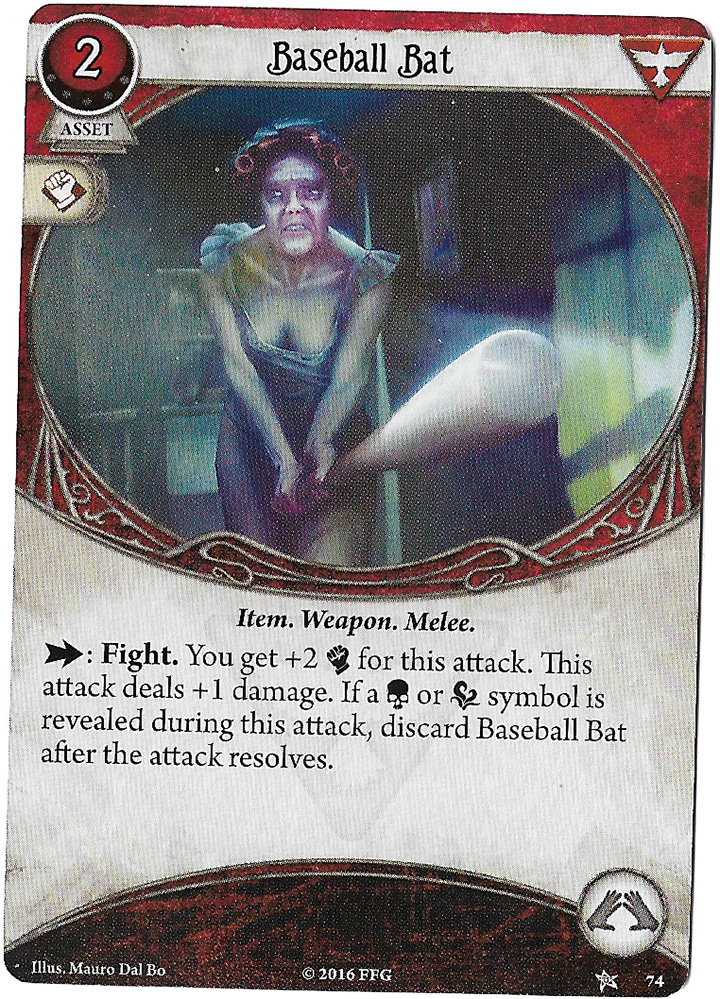 2
Baseball Bat
ASSET
Item. Weapon. Melee.
: Fight. You get +2 for this attack. This
attack deals +1 damage. If a or symbol is
revealed during this attack, discard Baseball Bat
after the attack resolves.
Illus. Mauro Dal Bo
© 2016 FFG
74